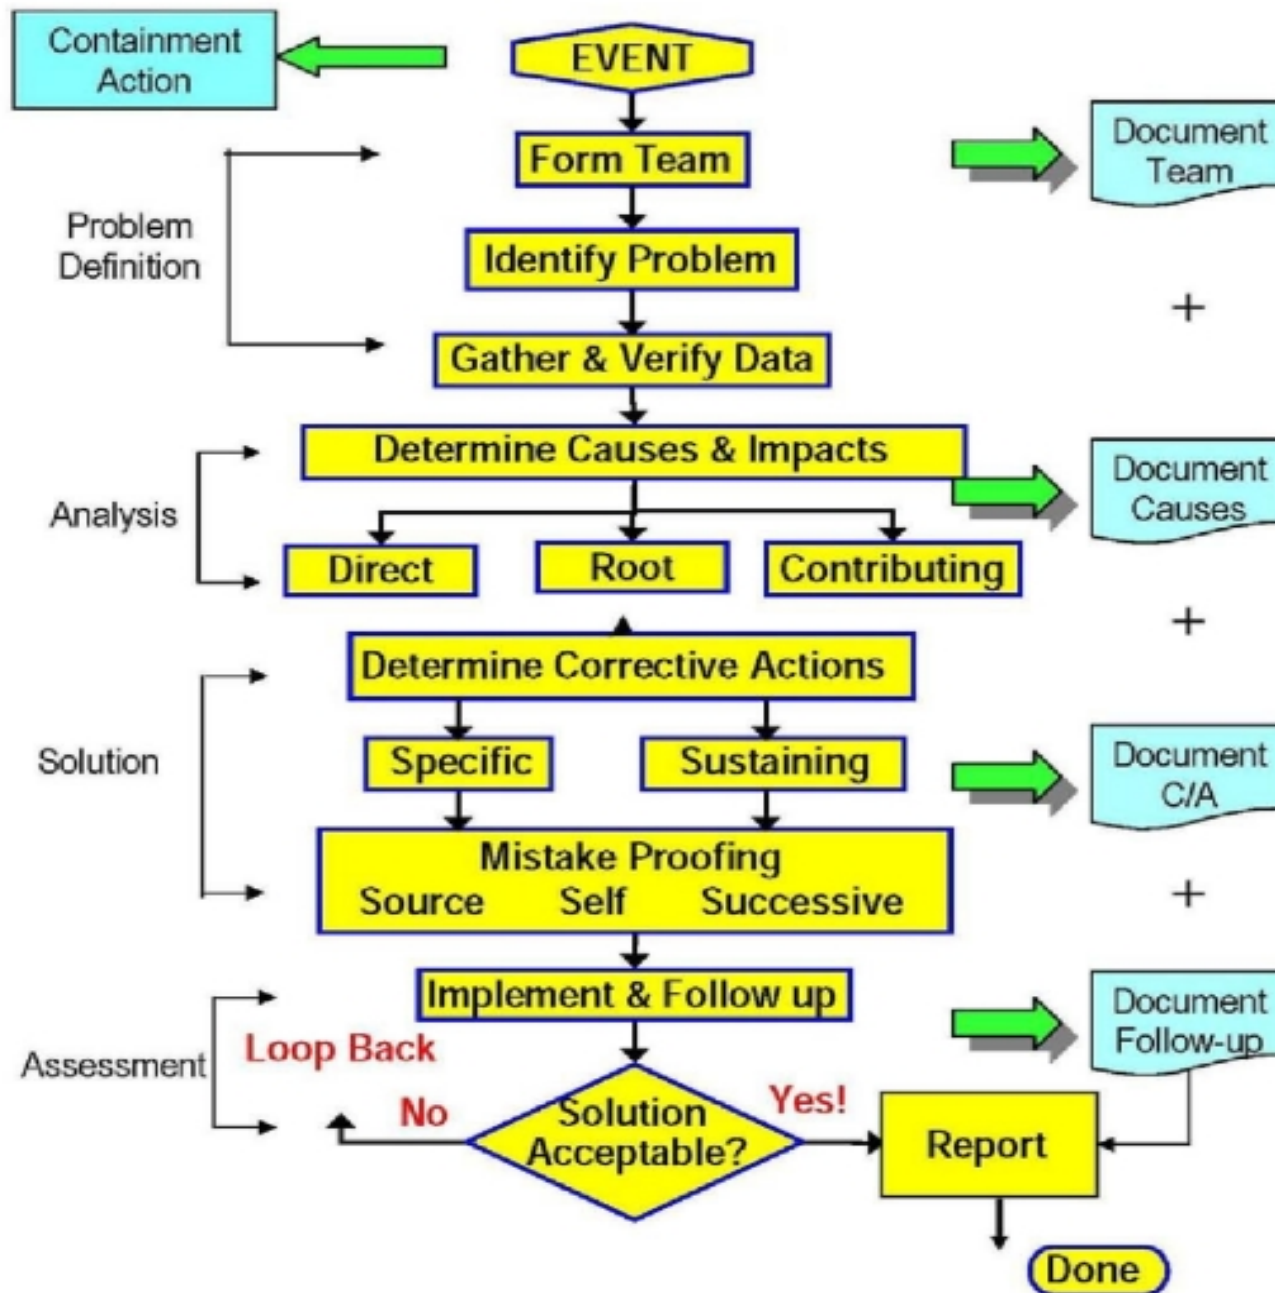 Containment
Action
EVENT
Form Team
Document
Team
Problem
Definition
Identify Problem
+
Gather & Verify Data
Determine Causes & Impacts
Document
Causes
Analysis
Direct
Root
Contributing
+
Determine Corrective Actions
Solution
Specific
Sustaining
Document
C/A
Mistake Proofing
Source Self Successive
+
Implement & Follow up
Document
Follow-up
Assessment
Loop Back
No
Solution
Acceptable?
Yes!
Report
Done